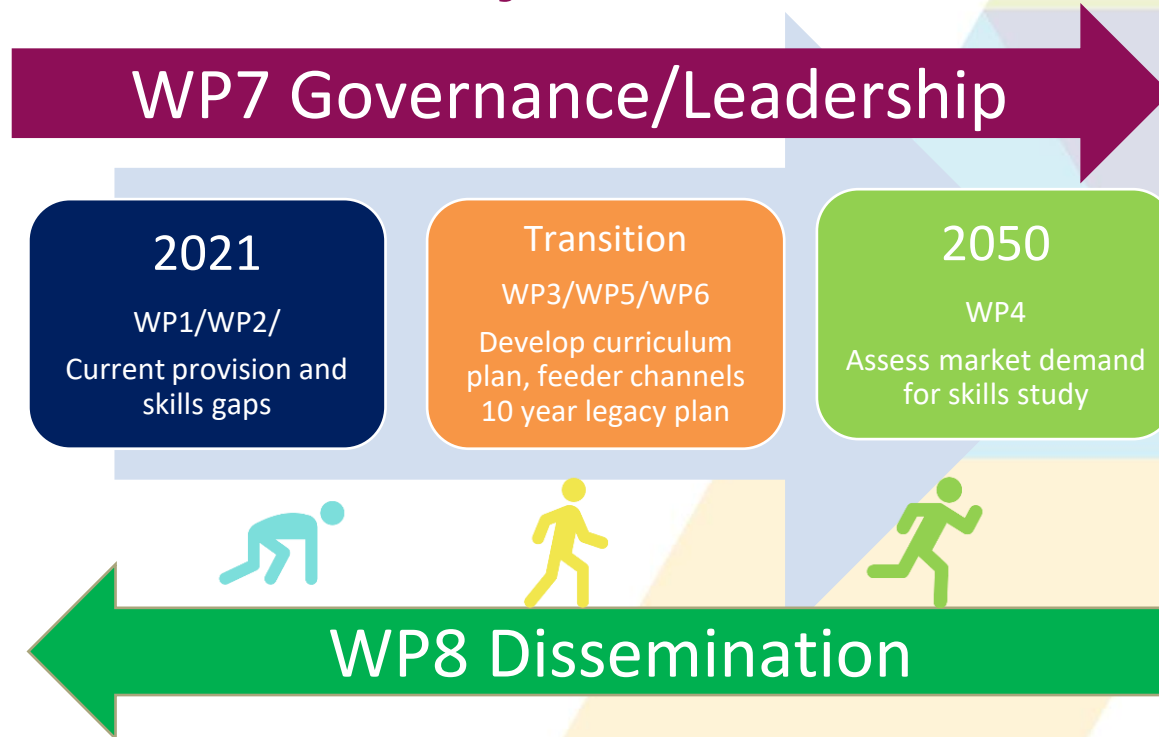 WP7 Governance/Leadership
2021
WP1/WP2/
Current provision and
skills gaps
Transition
WP3/WP5/WP6
Develop curriculum
plan, feeder channels
10 year legacy plan
2050
WP4
Assess market demand
for skills study
WP8 Dissemination